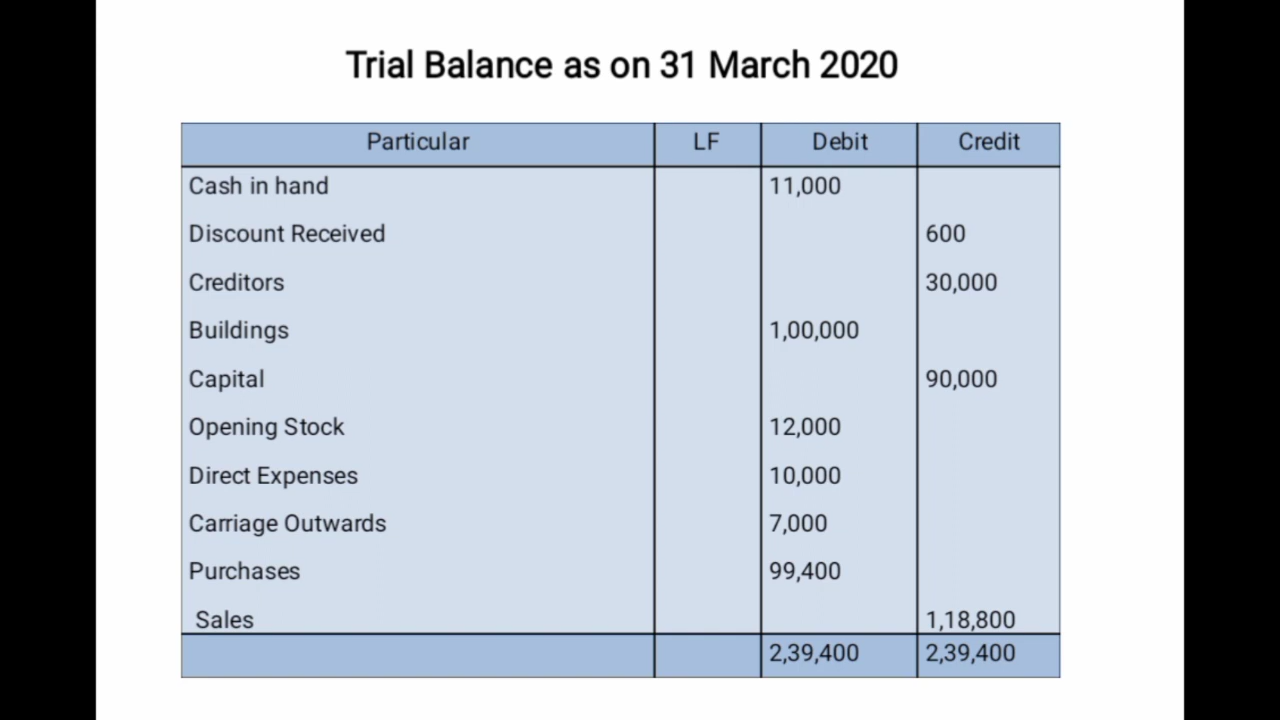 Trial Balance as on 31 March 2020
Particular LF Debit Credit
Cash in hand 11,000
Discount Received 600
Creditors 30,000
Buildings 1,00,000
Capital 90,000
Opening Stock 12,000
Direct Expenses 10,000
Carriage Outwards 7,000
Purchases 99,400
Sales 1,18,800
2,39,400 2,39,400